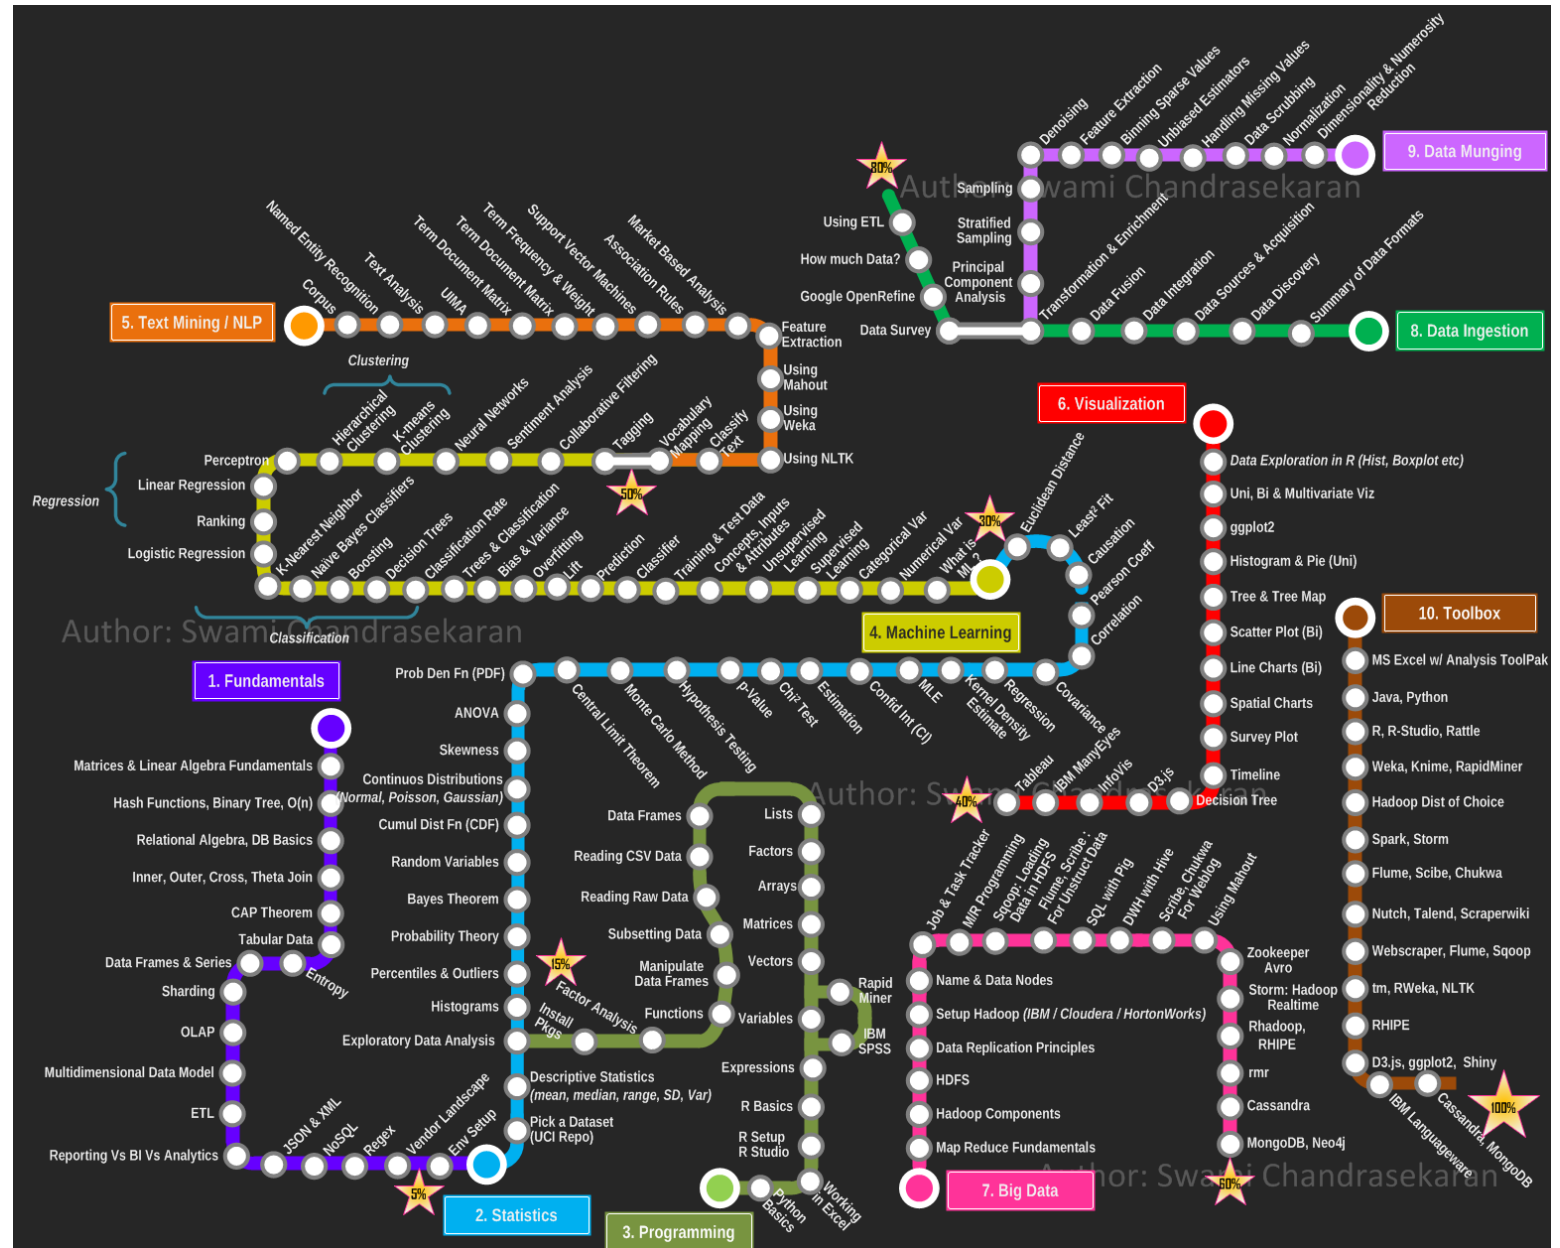 1. Fundamentals
Matrices & Linear Algebra Fundamentals
Hash Functions, Binary Tree, O(n)
Relational Algebra, DB Basics
Inner, Outer, Cross, Theta Join
CAP Theorem
Tabular Data
Entropy
Data Frames & Series
Sharding
OLAP
Multidimensional Data Model
ETL
Reporting Vs BI Vs Analytics
JSON & XML
NoSQL
Regex
Vendor Landscape
Env Setup
5%
2. Statistics
Pick a Dataset
(UCI Repo)
Descriptive Statistics
(mean, median, range, SD, Var)
Exploratory Data Analysis
Histograms
Percentiles & Outliers
Probability Theory
Bayes Theorem
Random Variables
Cumul Dist Fn (CDF)
Continuos Distributions
(Normal, Poisson, Gaussian)
Skewness
ANOVA
Prob Den Fn (PDF)
Central Limit Theorem
Monte Carlo Method
Hypothesis Testing
p-Value
Chi² Test
Estimation
Confid Int (CI)
MLE
Kernel Density
Estimate
Regression
Covariance
Correlation
Pearson Coeff
Causation
Least² Fit
Euclidean Distance
30%
3. Programming
Python
Basics
Working
in Excel
R Setup
R Studio
R Basics
Expressions
Variables
IBM
SPSS
Rapid
Miner
Vectors
Matrices
Arrays
Factors
Lists
Data Frames
Reading CSV Data
Reading Raw Data
Subsetting Data
Manipulate
Data Frames
Functions
Factor Analysis
Install
Pkgs
15%
4. Machine Learning
What is
ML?
Numerical Var
Categorical Var
Supervised
Learning
Unsupervised
Learning
Concepts, Inputs
& Attributes
Training & Test Data
Classifier
Prediction
Lift
Overfitting
Bias & Variance
Trees & Classification
Classification Rate
Decision Trees
Boosting
Naïve Bayes Classifiers
K-Nearest Neighbor
Classification
Logistic Regression
Ranking
Linear Regression
Perceptron
Regression
Hierarchical
Clustering
K-means
Clustering
Clustering
Neural Networks
Sentiment Analysis
Collaborative Filtering
Tagging
50%
5. Text Mining / NLP
Corpus
Named Entity Recognition
Text Analysis
UIMA
Term Document Matrix
Term Document Matrix
Term Frequency & Weight
Support Vector Machines
Association Rules
Market Based Analysis
Feature
Extraction
Using
Mahout
Using
Weka
Using NLTK
Classify
Text
Vocabulary
Mapping
6. Visualization
Data Exploration in R (Hist, Boxplot etc)
Uni, Bi & Multivariate Viz
ggplot2
Histogram & Pie (Uni)
Tree & Tree Map
Scatter Plot (Bi)
Line Charts (Bi)
Spatial Charts
Survey Plot
Timeline
Decision Tree
D3.js
InfoVis
IBM ManyEyes
Tableau
40%
7. Big Data
Map Reduce Fundamentals
Hadoop Components
HDFS
Data Replication Principles
Setup Hadoop (IBM / Cloudera / HortonWorks)
Name & Data Nodes
Job & Task Tracker
M/R Programming
Sqoop: Loading
Data in HDFS
Flume, Scribe :
For Unstruct Data
SQL with Pig
DWH with Hive
Scribe, Chukwa
For Weblog
Using Mahout
Zookeeper
Avro
Storm: Hadoop
Realtime
Rhadoop,
RHIPE
rmr
Cassandra
MongoDB, Neo4j
60%
8. Data Ingestion
Summary of Data Formats
Data Discovery
Data Sources & Acquisition
Data Integration
Data Fusion
Transformation & Enrichment
Data Survey
Google OpenRefine
How much Data?
Using ETL
80%
9. Data Munging
Dimensionality & Numerosity
Reduction
Normalization
Data Scrubbing
Handling Missing Values
Unbiased Estimators
Binning Sparse Values
Feature Extraction
Denoising
Sampling
Stratified
Sampling
Principal
Component
Analysis
10. Toolbox
MS Excel w/ Analysis ToolPak
Java, Python
R, R-Studio, Rattle
Weka, Knime, RapidMiner
Hadoop Dist of Choice
Spark, Storm
Flume, Scibe, Chukwa
Nutch, Talend, Scraperwiki
Webscraper, Flume, Sqoop
tm, RWeka, NLTK
RHIPE
D3.js, ggplot2, Shiny
IBM Languageware
Cassandra, MongoDB
100%
Author: Swami Chandrasekaran
Author: Swami Chandrasekaran
Author: Swami Chandrasekaran
Author: Swami Chandrasekaran